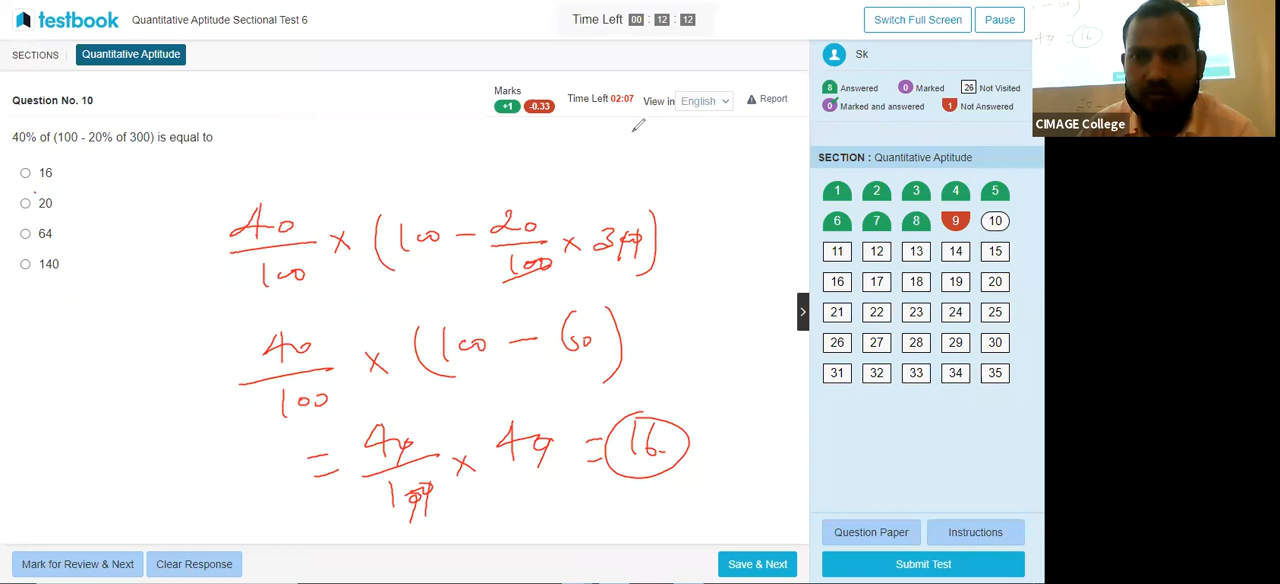 testbook
Quantitative Aptitude Sectional Test 6
Time Left 00 : 12 : 12
Switch Full Screen
Pause
SECTIONS
Quantitative Aptitude
Sk
Question No. 10
Marks
+1 -0.33
Time Left 02:07
View in English
Report
8 Answered 0 Marked 26 Not Visited
0 Marked and answered 1 Not Answered
CIMAGE College
40% of (100 - 20% of 300) is equal to
16
20
64
140
40/100 × (100 - 20/100 × 300)
40/100 × (100 - 60)
= 40/100 × 40 = 16
SECTION : Quantitative Aptitude
1 2 3 4 5
6 7 8 9 10
11 12 13 14 15
16 17 18 19 20
21 22 23 24 25
26 27 28 29 30
31 32 33 34 35
Question Paper
Instructions
Mark for Review & Next
Clear Response
Save & Next
Submit Test